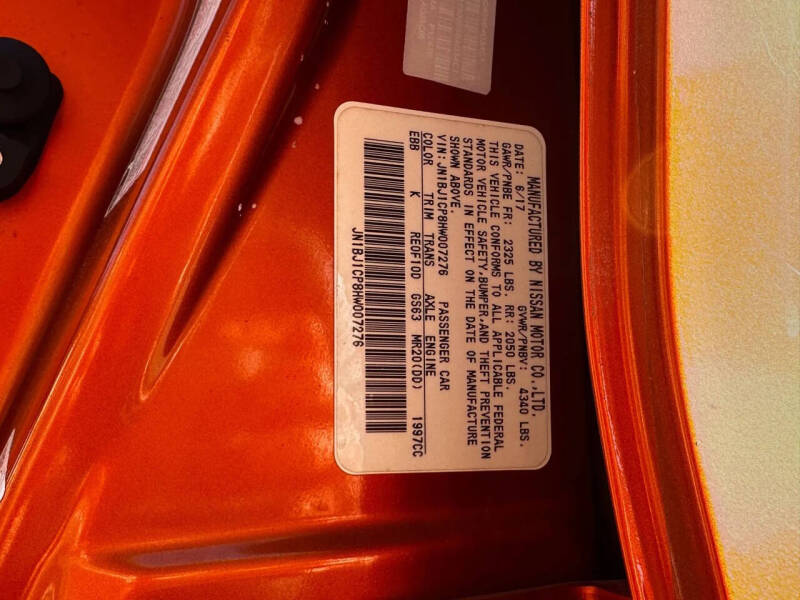 MANUFACTURED BY NISSAN MOTOR CO.,LTD.
DATE: 6/17 GVWR/PNBV: 4340 LBS.
GAWR/PNBE FR: 2325 LBS. RR: 2050 LBS.
THIS VEHICLE CONFORMS TO ALL APPLICABLE FEDERAL
MOTOR VEHICLE SAFETY,BUMPER,AND THEFT PREVENTION
STANDARDS IN EFFECT ON THE DATE OF MANUFACTURE
SHOWN ABOVE.
VIN:JN1BJ1CP8HW007276 PASSENGER CAR
COLOR TRIM TRANS AXLE ENGINE
EBB K RE0F10D GS63 MR20(DD) 1997CC
JN1BJ1CP8HW007276